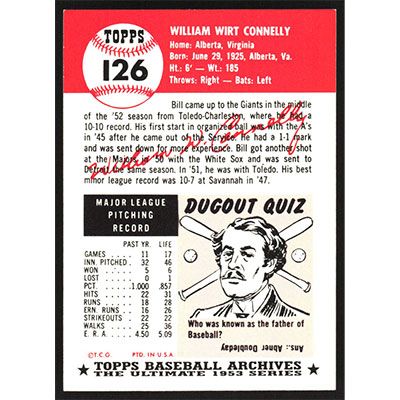 TOPPS
126
WILLIAM WIRT CONNELLY
Home: Alberta, Virginia
Born: June 29, 1925, Alberta, Va.
Ht.: 6' — Wt.: 185
Throws: Right – Bats: Left
Bill came up to the Giants in the middle
of the '52 season from Toledo-Charleston, where, he had a
10-10 record. His first start in organized ball was with the A's
in '45 after he came out of the Service. He had a 1-1 mark
and was sent down for more experience. Bill got another shot
at the Majors in '50 with the White Sox and was sent to
the same season. In '51, he was with Toledo. His best
minor league record was 10-7 at Savannah in '47.
William W. Connelly
MAJOR LEAGUE
PITCHING
RECORD
PAST YR. LIFE
GAMES 11 17
INN. PITCHED 32 46
WON 5 6
LOST 0 1
PCT. 1.000 .857
HITS 22 31
RUNS 18 28
ERN. RUNS 16 26
STRIKEOUTS 22 22
WALKS 25 36
E. R. A. 4.50 5.09
©T.C.G. PTD. IN U.S.A.
DUGOUT QUIZ
Who was known as the father of
Baseball?
Ans.: Abner Doubleday
TOPPS BASEBALL ARCHIVES
★ THE ULTIMATE 1953 SERIES ★